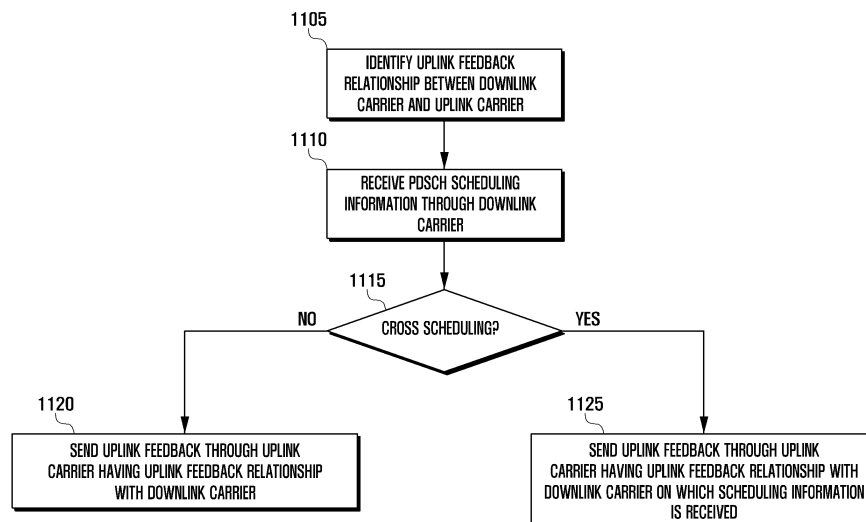 1105
IDENTIFY UPLINK FEEDBACK
RELATIONSHIP BETWEEN DOWNLINK
CARRIER AND UPLINK CARRIER
1110
RECEIVE PDSCH SCHEDULING
INFORMATION THROUGH DOWNLINK
CARRIER
1115
NO
CROSS SCHEDULING?
YES
1120
SEND UPLINK FEEDBACK THROUGH UPLINK
CARRIER HAVING UPLINK FEEDBACK RELATIONSHIP
WITH DOWNLINK CARRIER
1125
SEND UPLINK FEEDBACK THROUGH UPLINK
CARRIER HAVING UPLINK FEEDBACK RELATIONSHIP WITH
DOWNLINK CARRIER ON WHICH SCHEDULING INFORMATION
IS RECEIVED